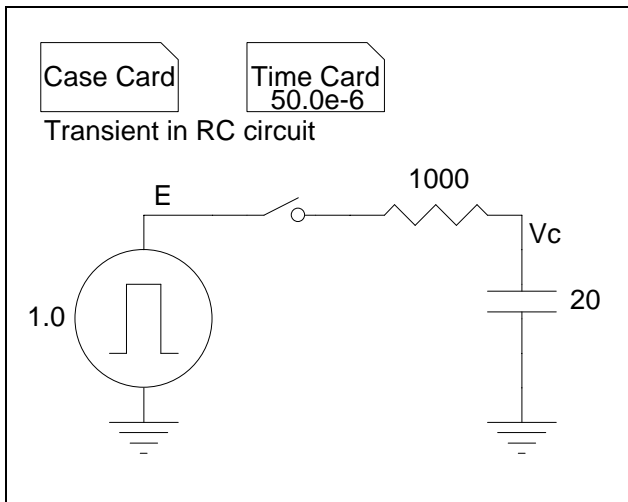 Case Card
Time Card
50.0e-6
Transient in RC circuit
1000
E
Vc
1.0
20